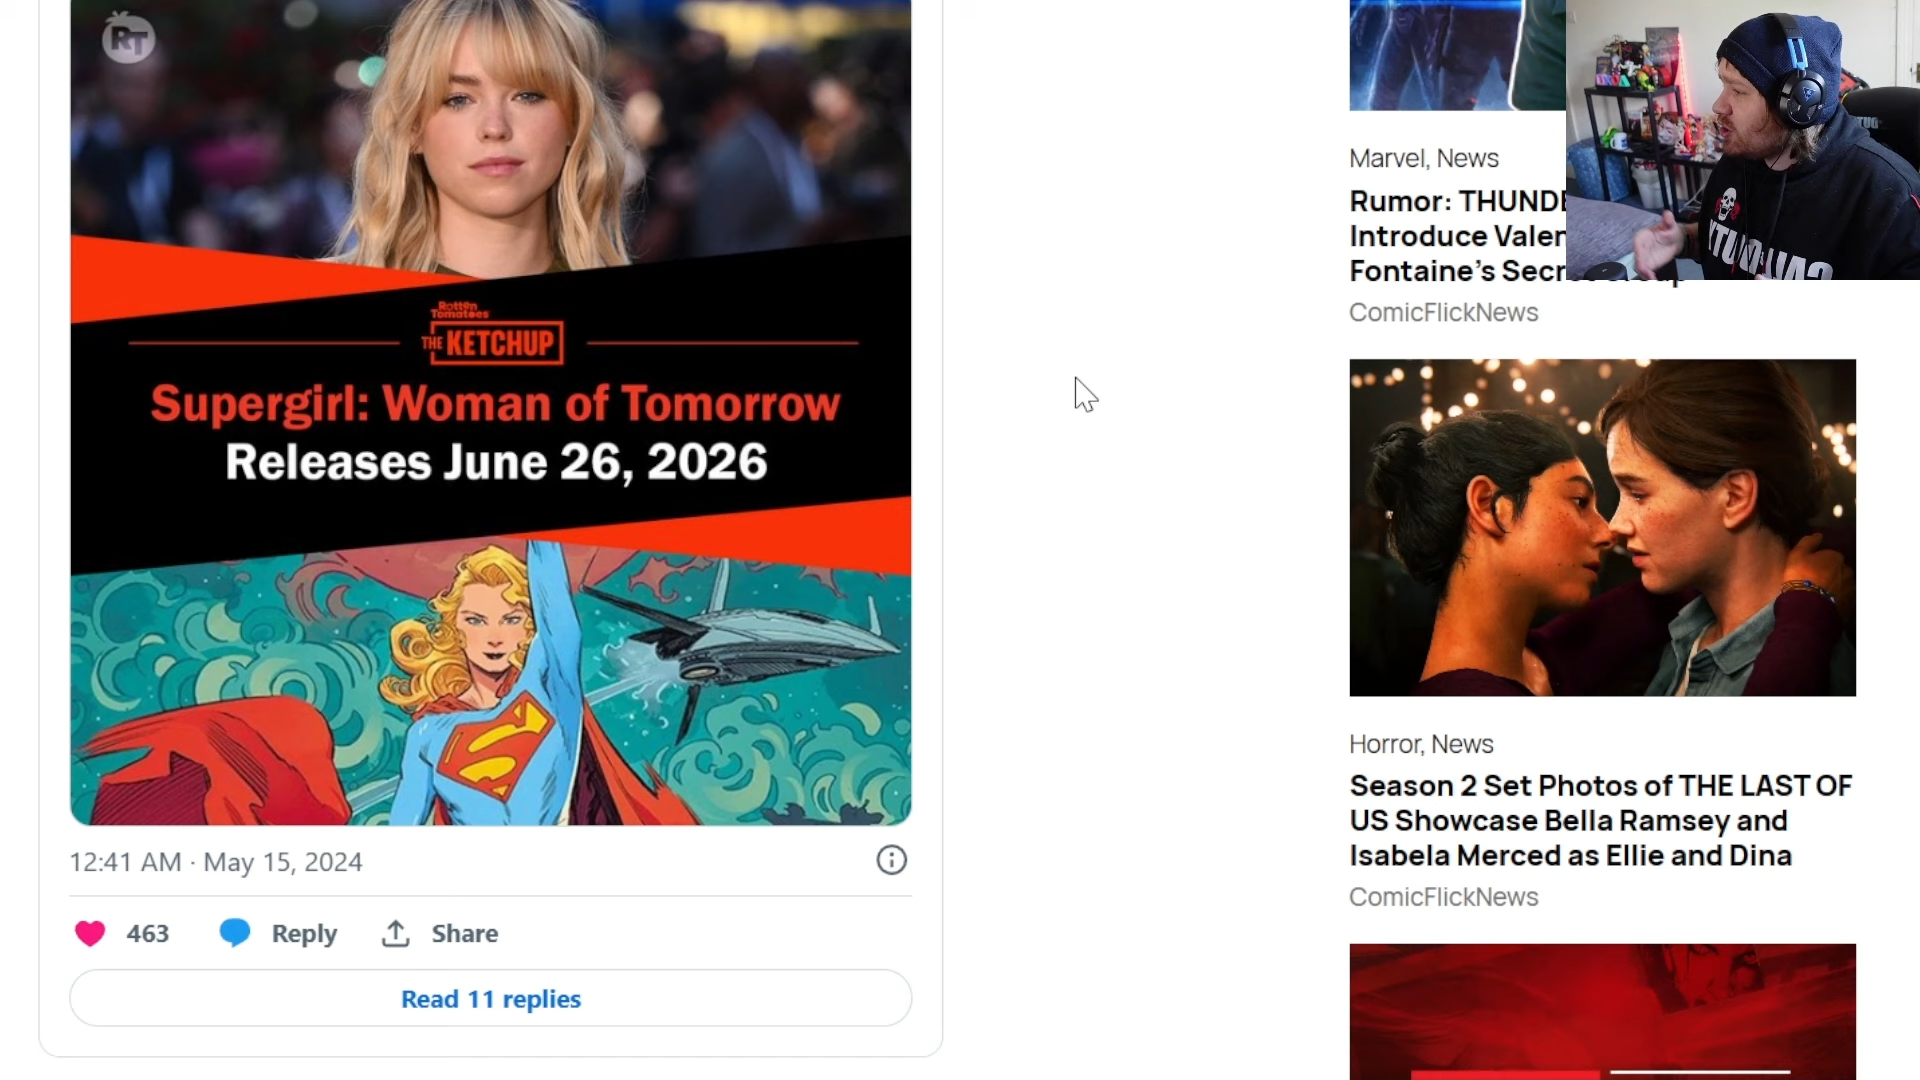 RT
Rotten
Tomatoes
THE KETCHUP
Supergirl: Woman of Tomorrow
Releases June 26, 2026
12:41 AM · May 15, 2024
463
Reply
Share
Read 11 replies
Marvel, News
Rumor: THUNDE
Introduce Valen
Fontaine's Secr
ComicFlickNews
Horror, News
Season 2 Set Photos of THE LAST OF
US Showcase Bella Ramsey and
Isabela Merced as Ellie and Dina
ComicFlickNews